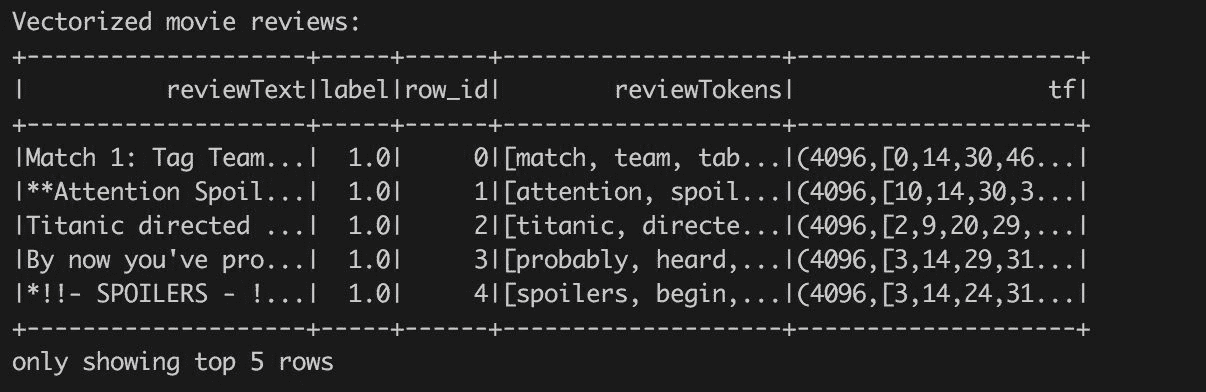 Vectorized movie reviews:
+--------------------+-----+------+--------------------+--------------------+
|          reviewText|label|row_id|        reviewTokens|                  tf|
+--------------------+-----+------+--------------------+--------------------+
|Match 1: Tag Team...|  1.0|     0|[match, team, tab...|(4096,[0,14,30,46...|
|**Attention Spoil...|  1.0|     1|[attention, spoil...|(4096,[10,14,30,3...|
|Titanic directed ...|  1.0|     2|[titanic, directe...|(4096,[2,9,20,29,...|
|By now you've pro...|  1.0|     3|[probably, heard,...|(4096,[3,14,29,31...|
|*!!- SPOILERS - !...|  1.0|     4|[spoilers, begin,...|(4096,[3,14,24,31...|
+--------------------+-----+------+--------------------+--------------------+
only showing top 5 rows